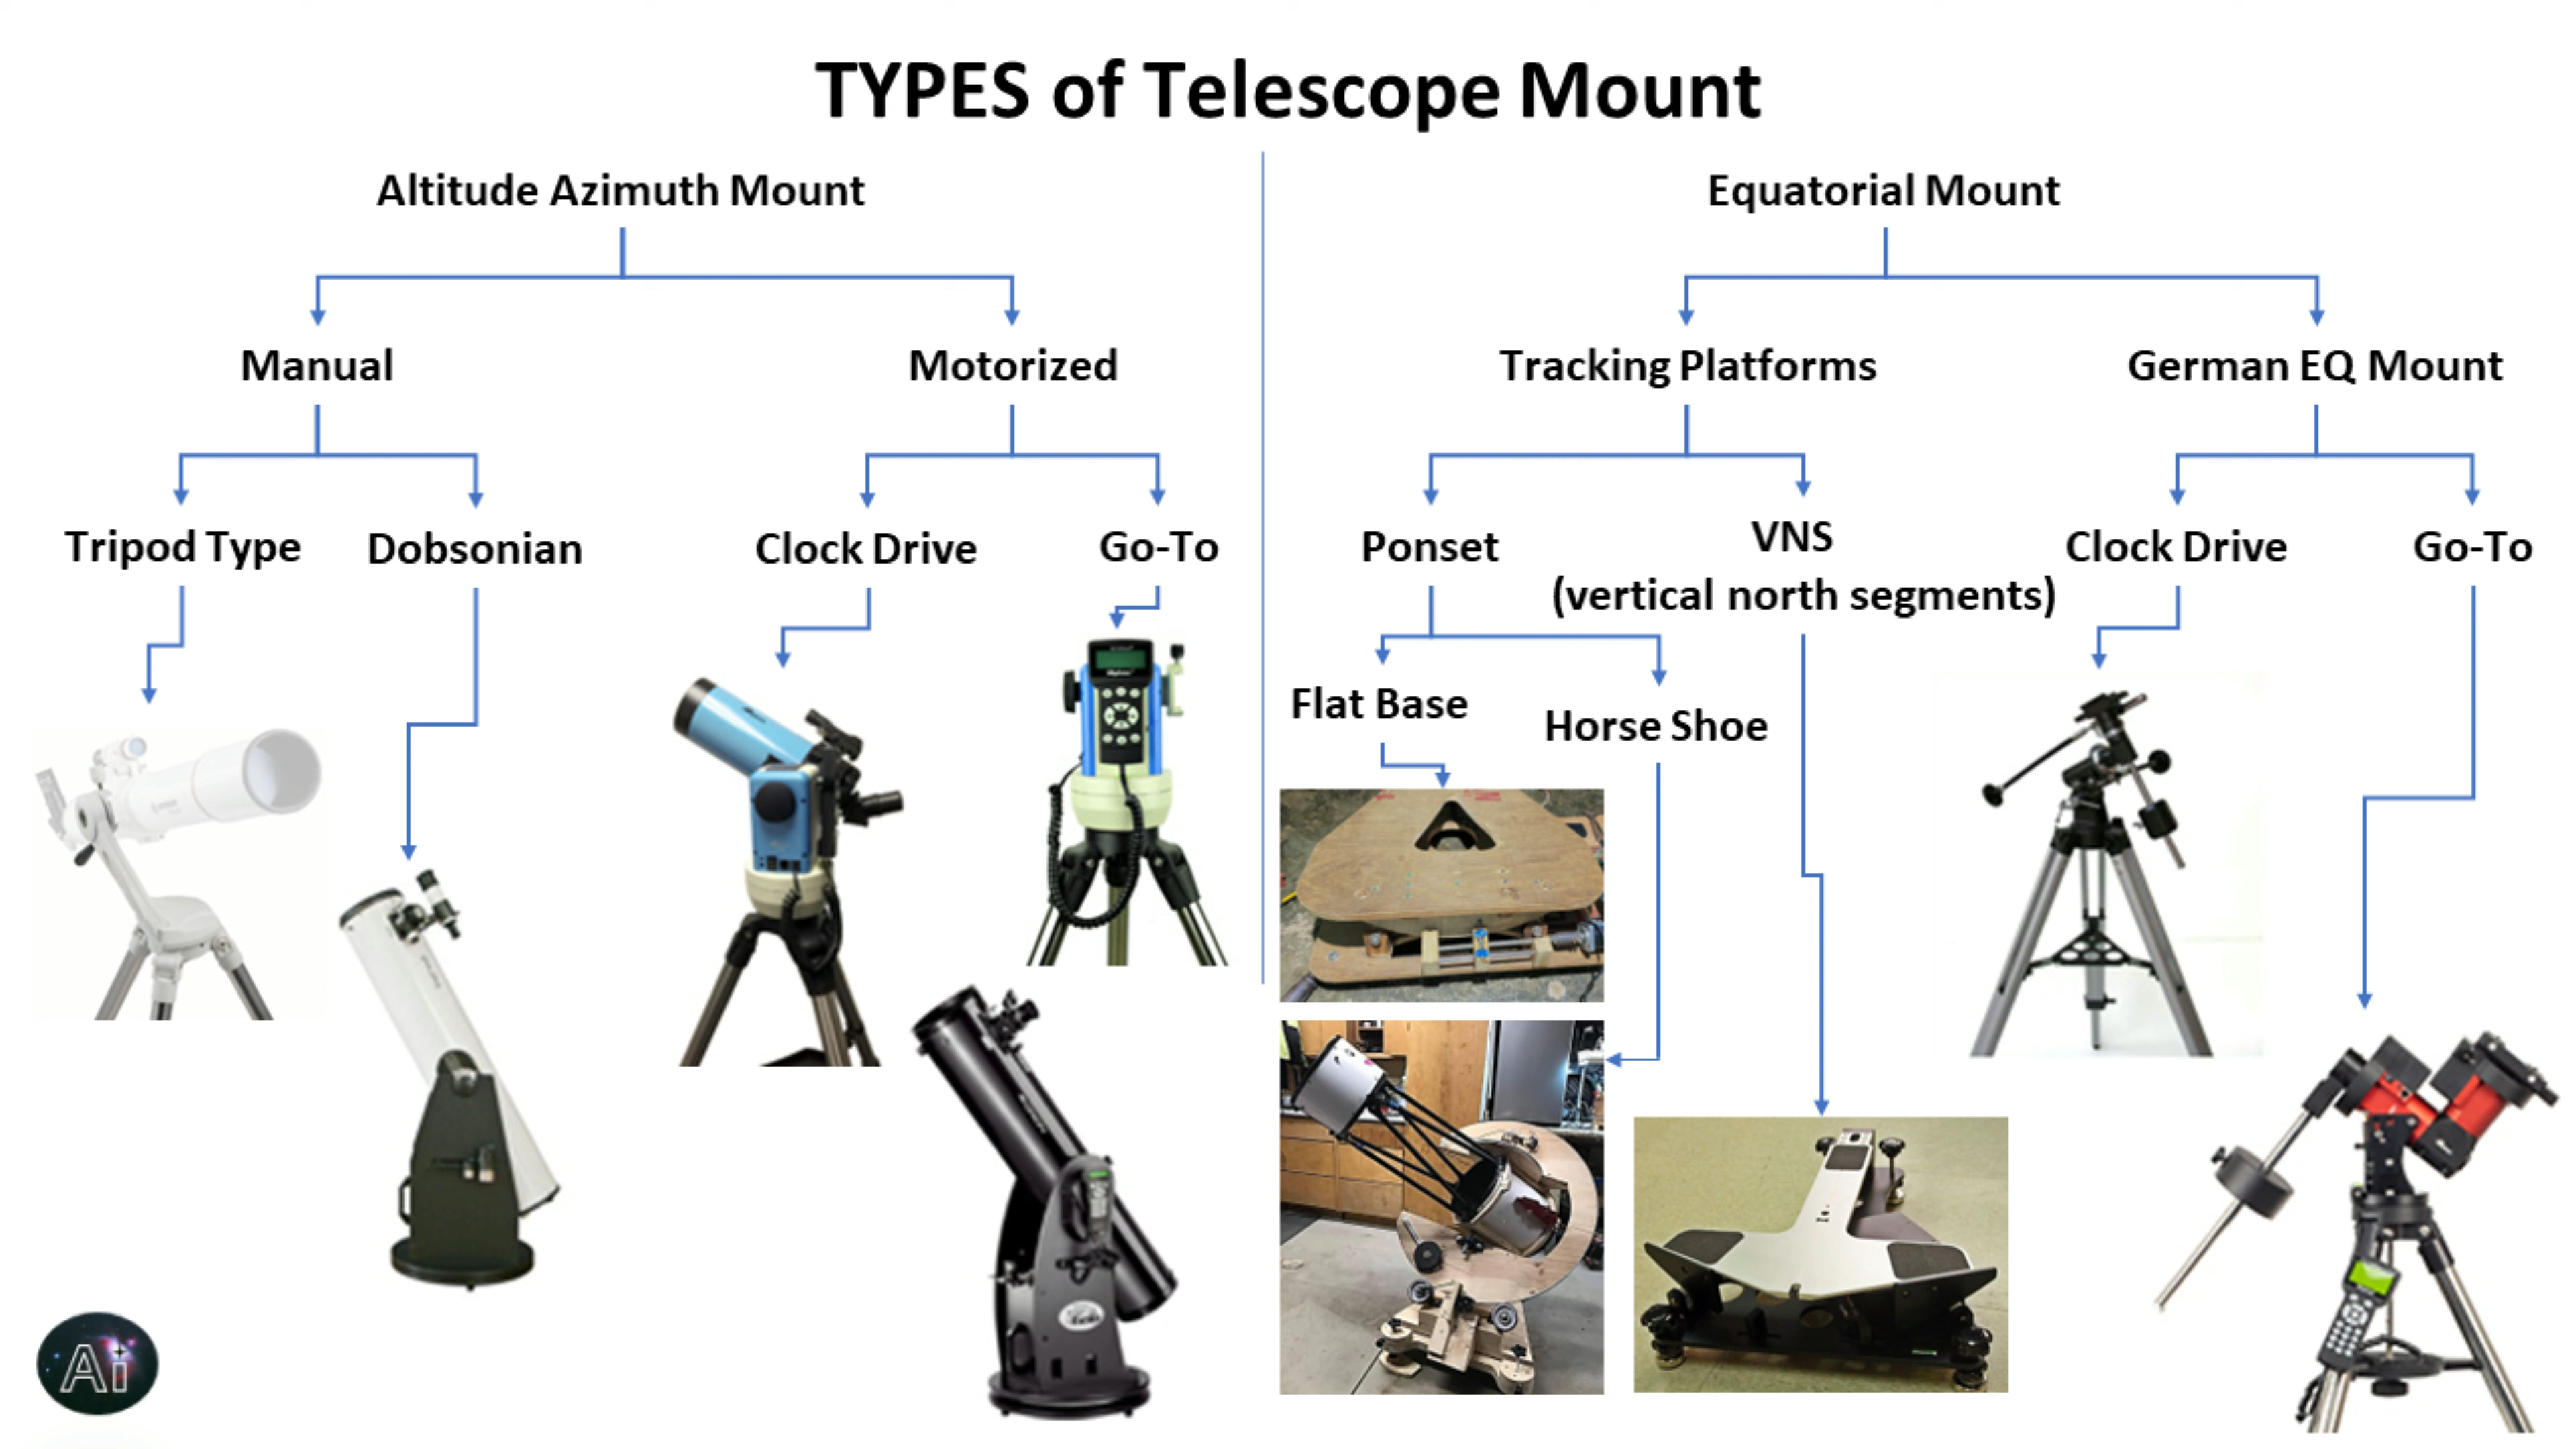 TYPES of Telescope Mount
Altitude Azimuth Mount
Equatorial Mount
Manual
Motorized
Tracking Platforms
German EQ Mount
Tripod Type
Dobsonian
Clock Drive
Go-To
Ponset
VNS
(vertical north segments)
Clock Drive
Go-To
Flat Base
Horse Shoe
Ai